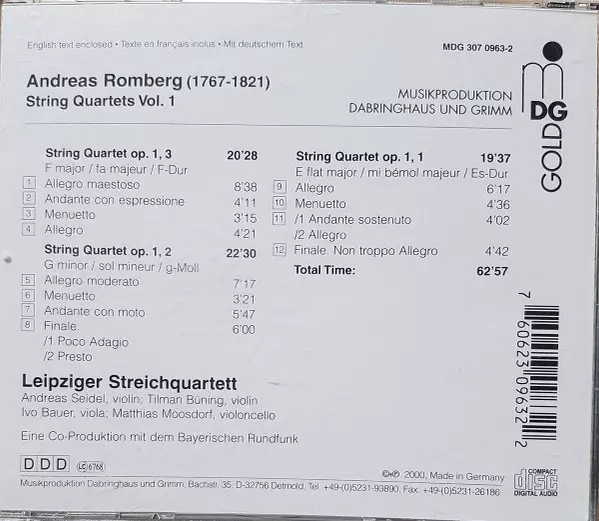 English text enclosed • Texte en français inclus • Mit deutschem Text
MDG 307 0963-2
Andreas Romberg (1767-1821)
String Quartets Vol. 1
MUSIKPRODUKTION
DABRINGHAUS UND GRIMM
m
DG
GOLD
String Quartet op. 1, 3 20'28
F major / fa majeur / F-Dur
1 Allegro maestoso 8'38
2 Andante con espressione 4'11
3 Menuetto 3'15
4 Allegro 4'21
String Quartet op. 1, 2 22'30
G minor / sol mineur / g-Moll
5 Allegro moderato 7'17
6 Menuetto 3'21
7 Andante con moto 5'47
8 Finale. 6'00
/1 Poco Adagio
/2 Presto
String Quartet op. 1, 1 19'37
E flat major / mi bémol majeur / Es-Dur
9 Allegro 6'17
10 Menuetto 4'36
11 /1 Andante sostenuto 4'02
/2 Allegro
12 Finale. Non troppo Allegro 4'42
Total Time: 62'57
7 60623 09632 2
Leipziger Streichquartett
Andreas Seidel, violin; Tilman Büning, violin
Ivo Bauer, viola; Matthias Moosdorf, violoncello
Eine Co-Produktion mit dem Bayerischen Rundfunk
DDD LC 6768
©℗ 2000, Made in Germany
COMPACT
disc
DIGITAL AUDIO
Musikproduktion Dabringhaus und Grimm, Bachstr. 35, D-32756 Detmold, Tel. +49-(0)5231-93890, Fax. +49-(0)5231-26186